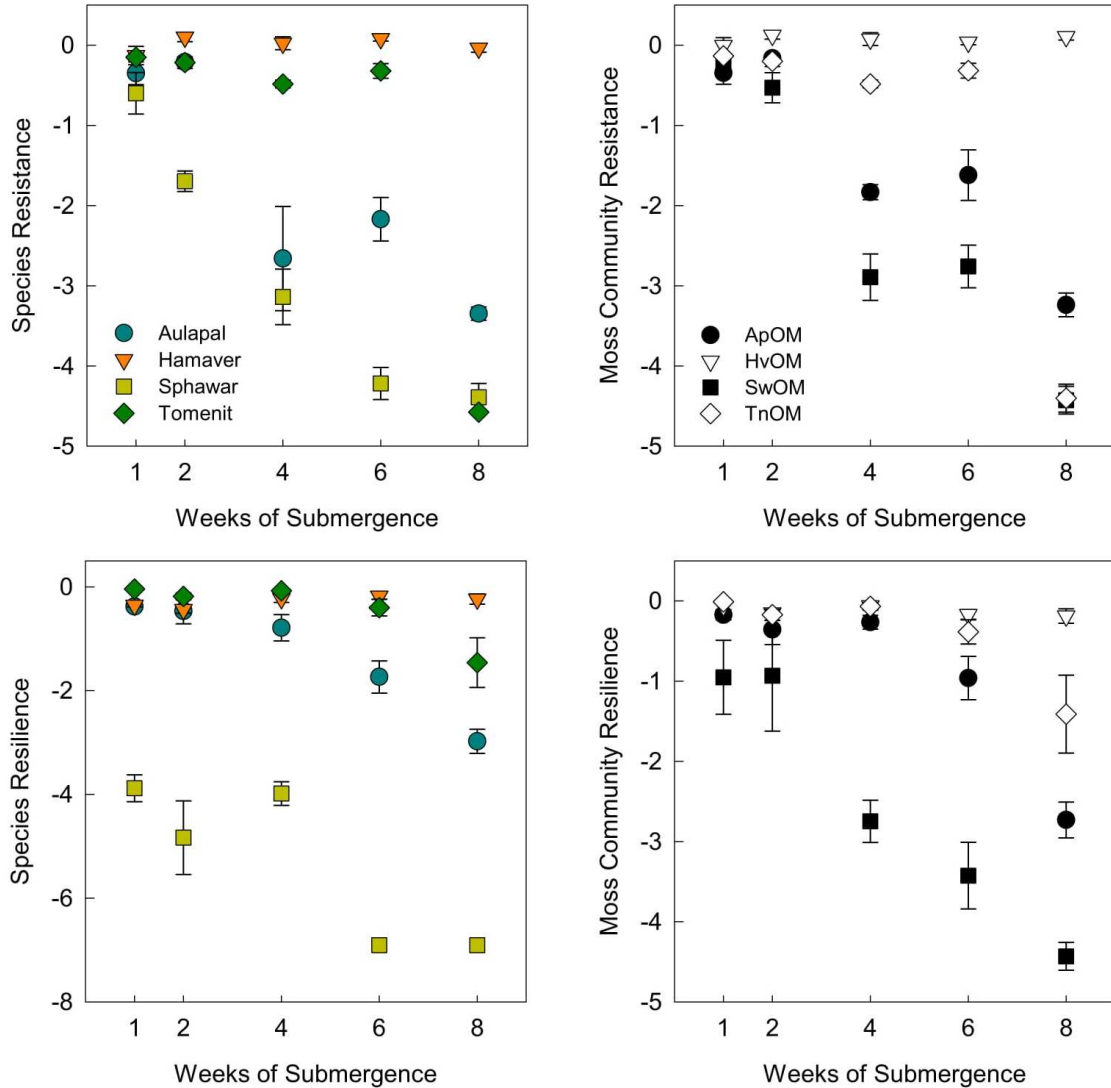 Species Resistance
0
-1
-2
-3
-4
-5
Aulapal
Hamaver
Sphawar
Tomenit
1 2 4 6 8
Weeks of Submergence
Moss Community Resistance
0
-1
-2
-3
-4
-5
ApOM
HvOM
SwOM
TnOM
1 2 4 6 8
Weeks of Submergence
Species Resilience
0
-2
-4
-6
-8
1 2 4 6 8
Weeks of Submergence
Moss Community Resilience
0
-1
-2
-3
-4
-5
1 2 4 6 8
Weeks of Submergence